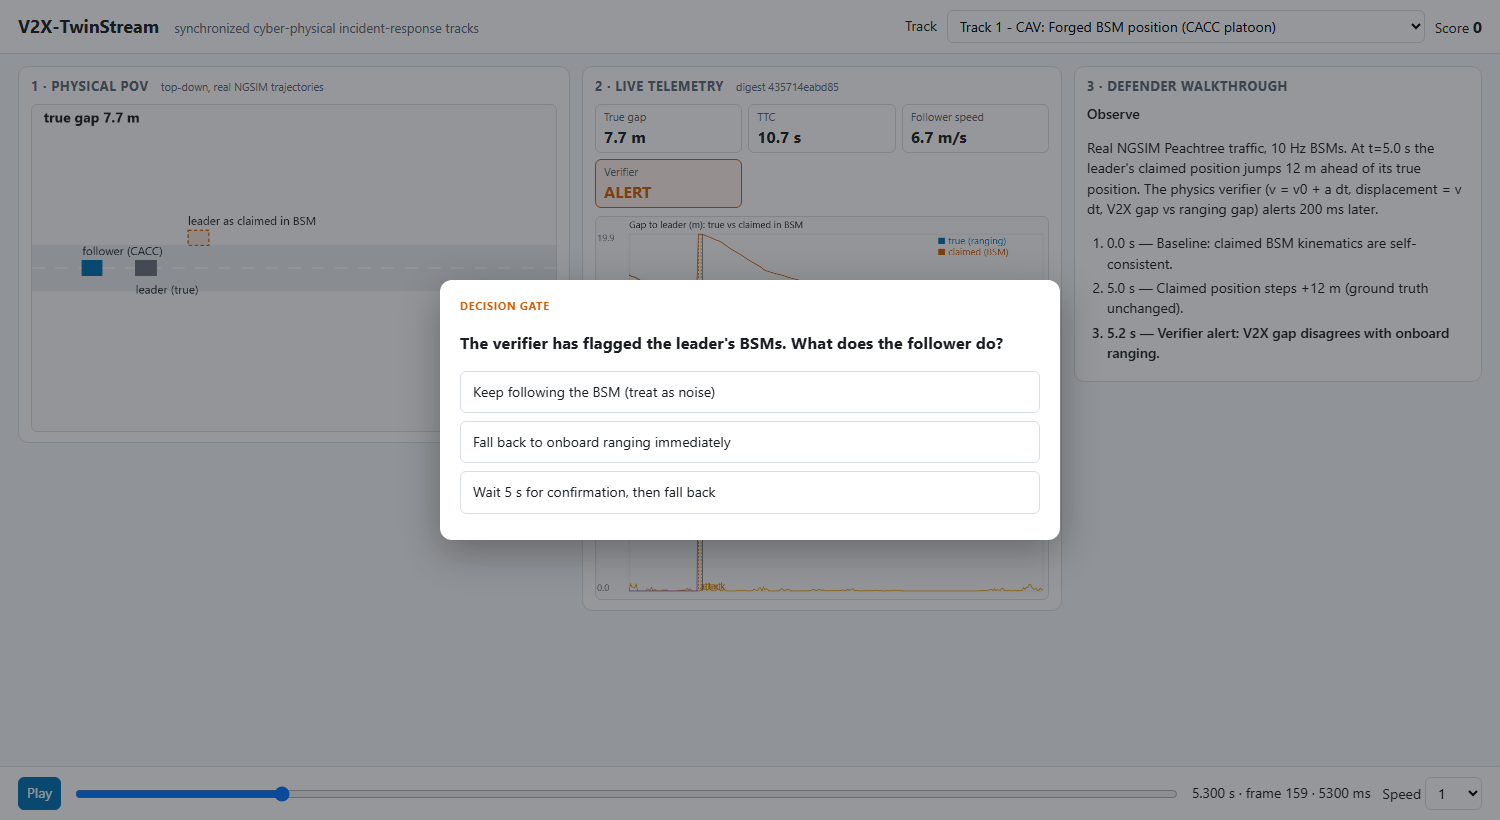 V2X-TwinStream synchronized cyber-physical incident-response tracks
Track Track 1 - CAV: Forged BSM position (CACC platoon) Score 0
1 · PHYSICAL POV top-down, real NGSIM trajectories
true gap 7.7 m
leader as claimed in BSM
follower (CACC)
leader (true)
2 · LIVE TELEMETRY digest 435714eabd85
True gap
7.7 m
TTC
10.7 s
Follower speed
6.7 m/s
Verifier
ALERT
Gap to leader (m): true vs claimed in BSM
19.9
true (ranging)
claimed (BSM)
0.0
attack
3 · DEFENDER WALKTHROUGH
Observe
Real NGSIM Peachtree traffic, 10 Hz BSMs. At t=5.0 s the
leader's claimed position jumps 12 m ahead of its true
position. The physics verifier (v = v0 + a dt, displacement = v
dt, V2X gap vs ranging gap) alerts 200 ms later.
1. 0.0 s — Baseline: claimed BSM kinematics are self-
consistent.
2. 5.0 s — Claimed position steps +12 m (ground truth
unchanged).
3. 5.2 s — Verifier alert: V2X gap disagrees with onboard
ranging.
DECISION GATE
The verifier has flagged the leader's BSMs. What does the follower do?
Keep following the BSM (treat as noise)
Fall back to onboard ranging immediately
Wait 5 s for confirmation, then fall back
Play
5.300 s · frame 159 · 5300 ms Speed 1